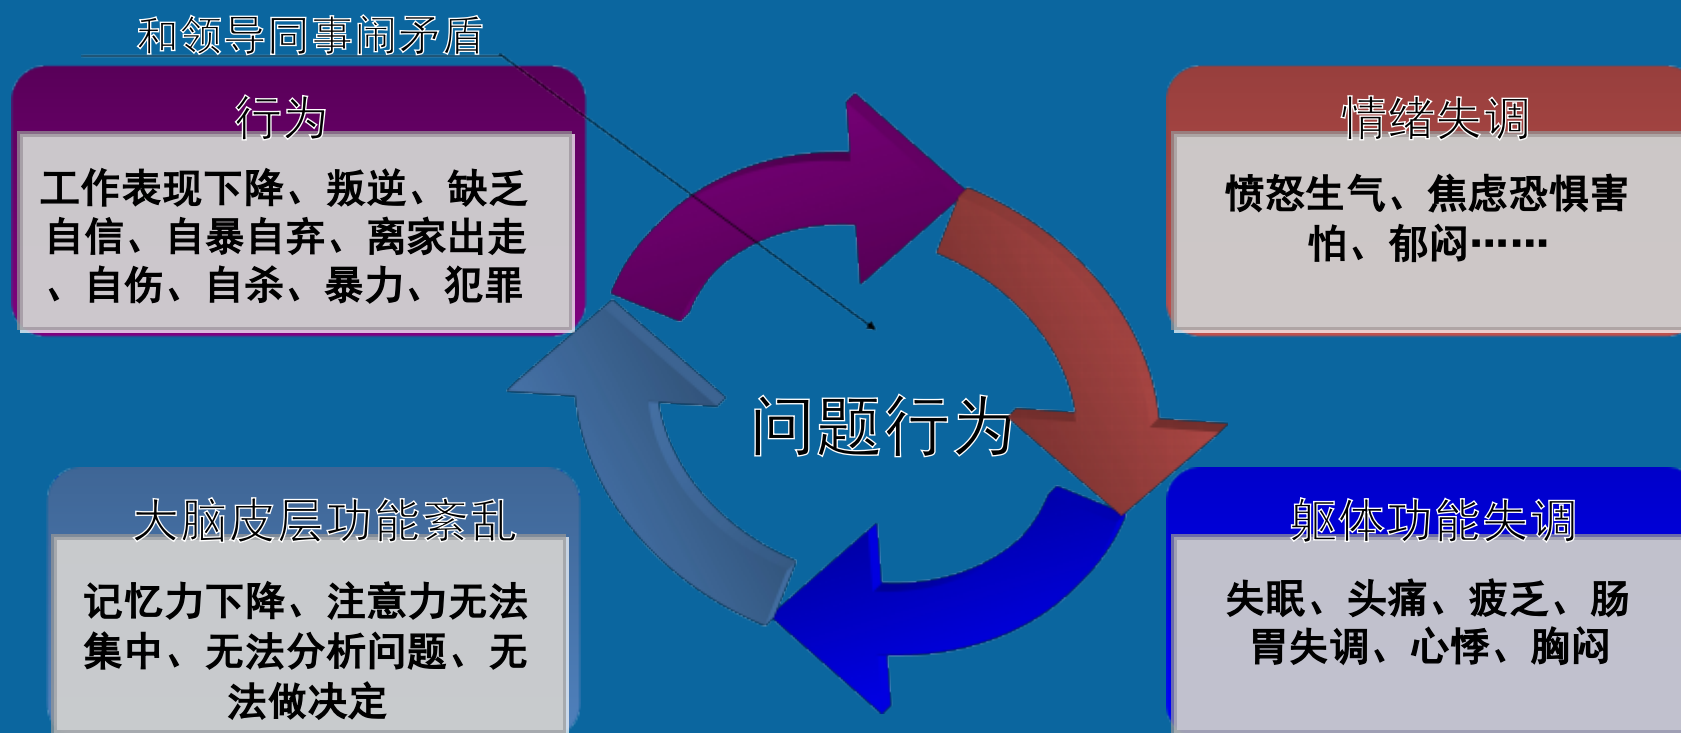 和领导同事闹矛盾
行为
工作表现下降、叛逆、缺乏
自信、自暴自弃、离家出走
、自伤、自杀、暴力、犯罪
情绪失调
愤怒生气、焦虑恐惧害
怕、郁闷……
问题行为
大脑皮层功能紊乱
记忆力下降、注意力无法
集中、无法分析问题、无
法做决定
躯体功能失调
失眠、头痛、疲乏、肠
胃失调、心悸、胸闷